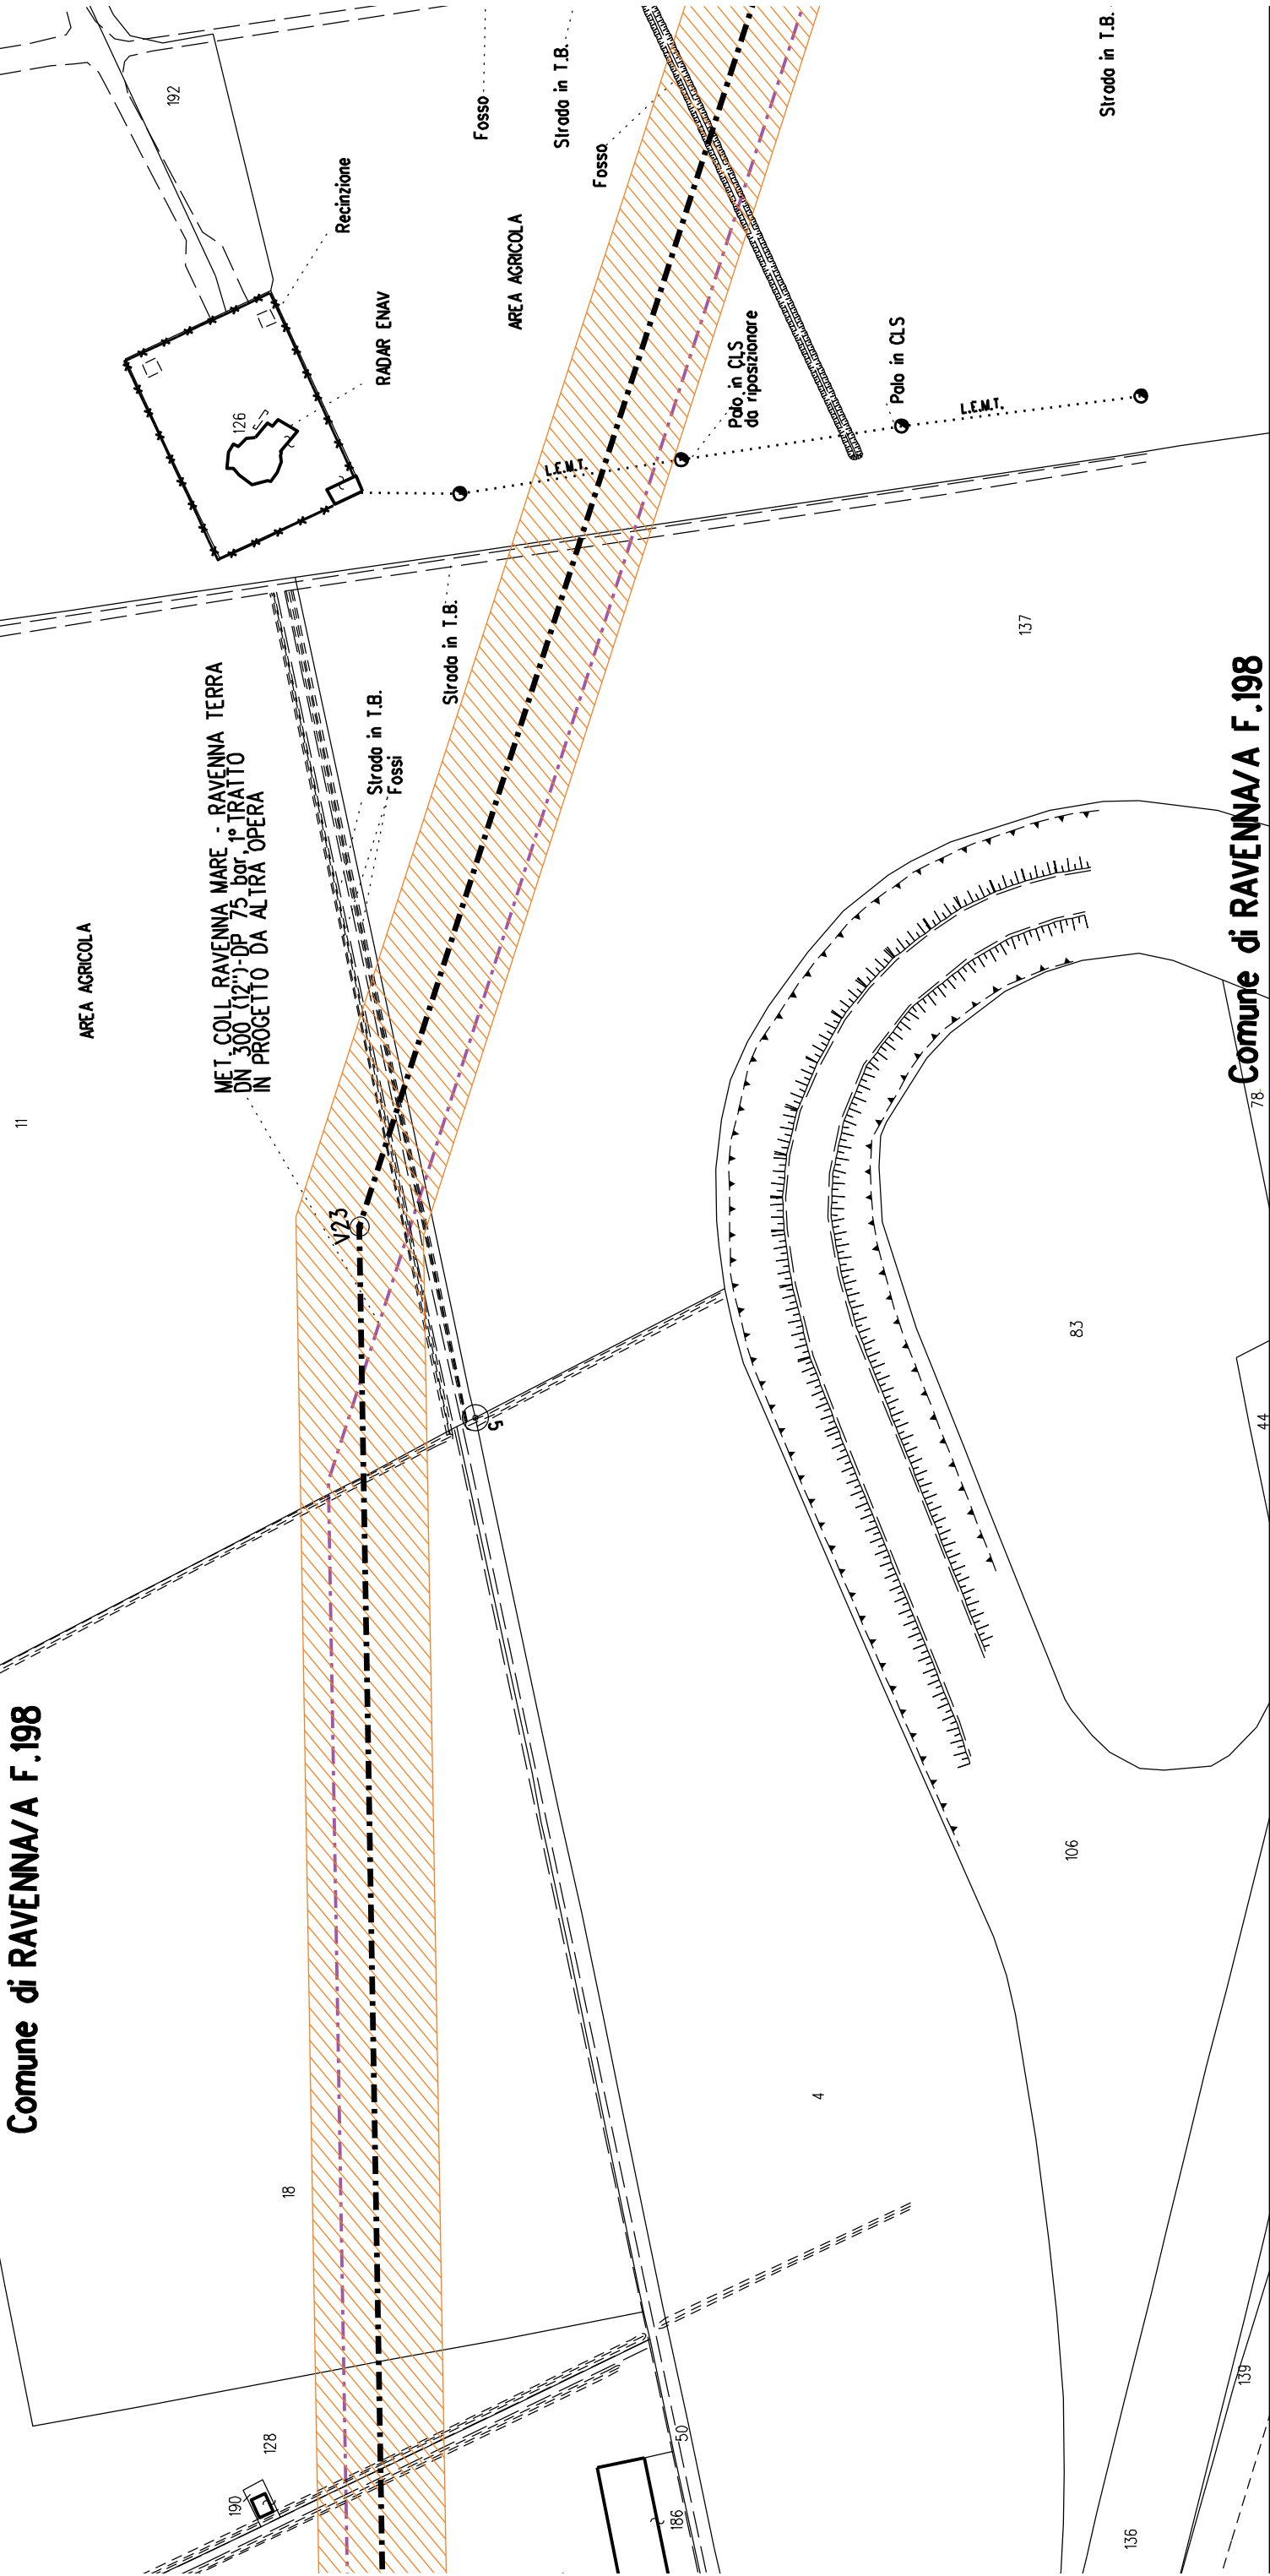 Comune di RAVENNA/A F.198
11
AREA AGRICOLA
18
128
190
MET. COLL. RAVENNA MARE - RAVENNA TERRA
DN 300 (12")-DP 75 bar, 1° TRATTO
IN PROGETTO DA ALTRA OPERA
V23
5
Strada in T.B.
Fossi
Strada in T.B.
192
126
Recinzione
RADAR ENAV
Fosso
AREA AGRICOLA
Strada in T.B.
Fosso
L.E.M.T.
Palo in CLS
da riposizionare
Palo in CLS
L.E.M.T.
Strada in T.B.
137
Comune di RAVENNA/A F.198
78
83
44
106
4
50
186
136
139